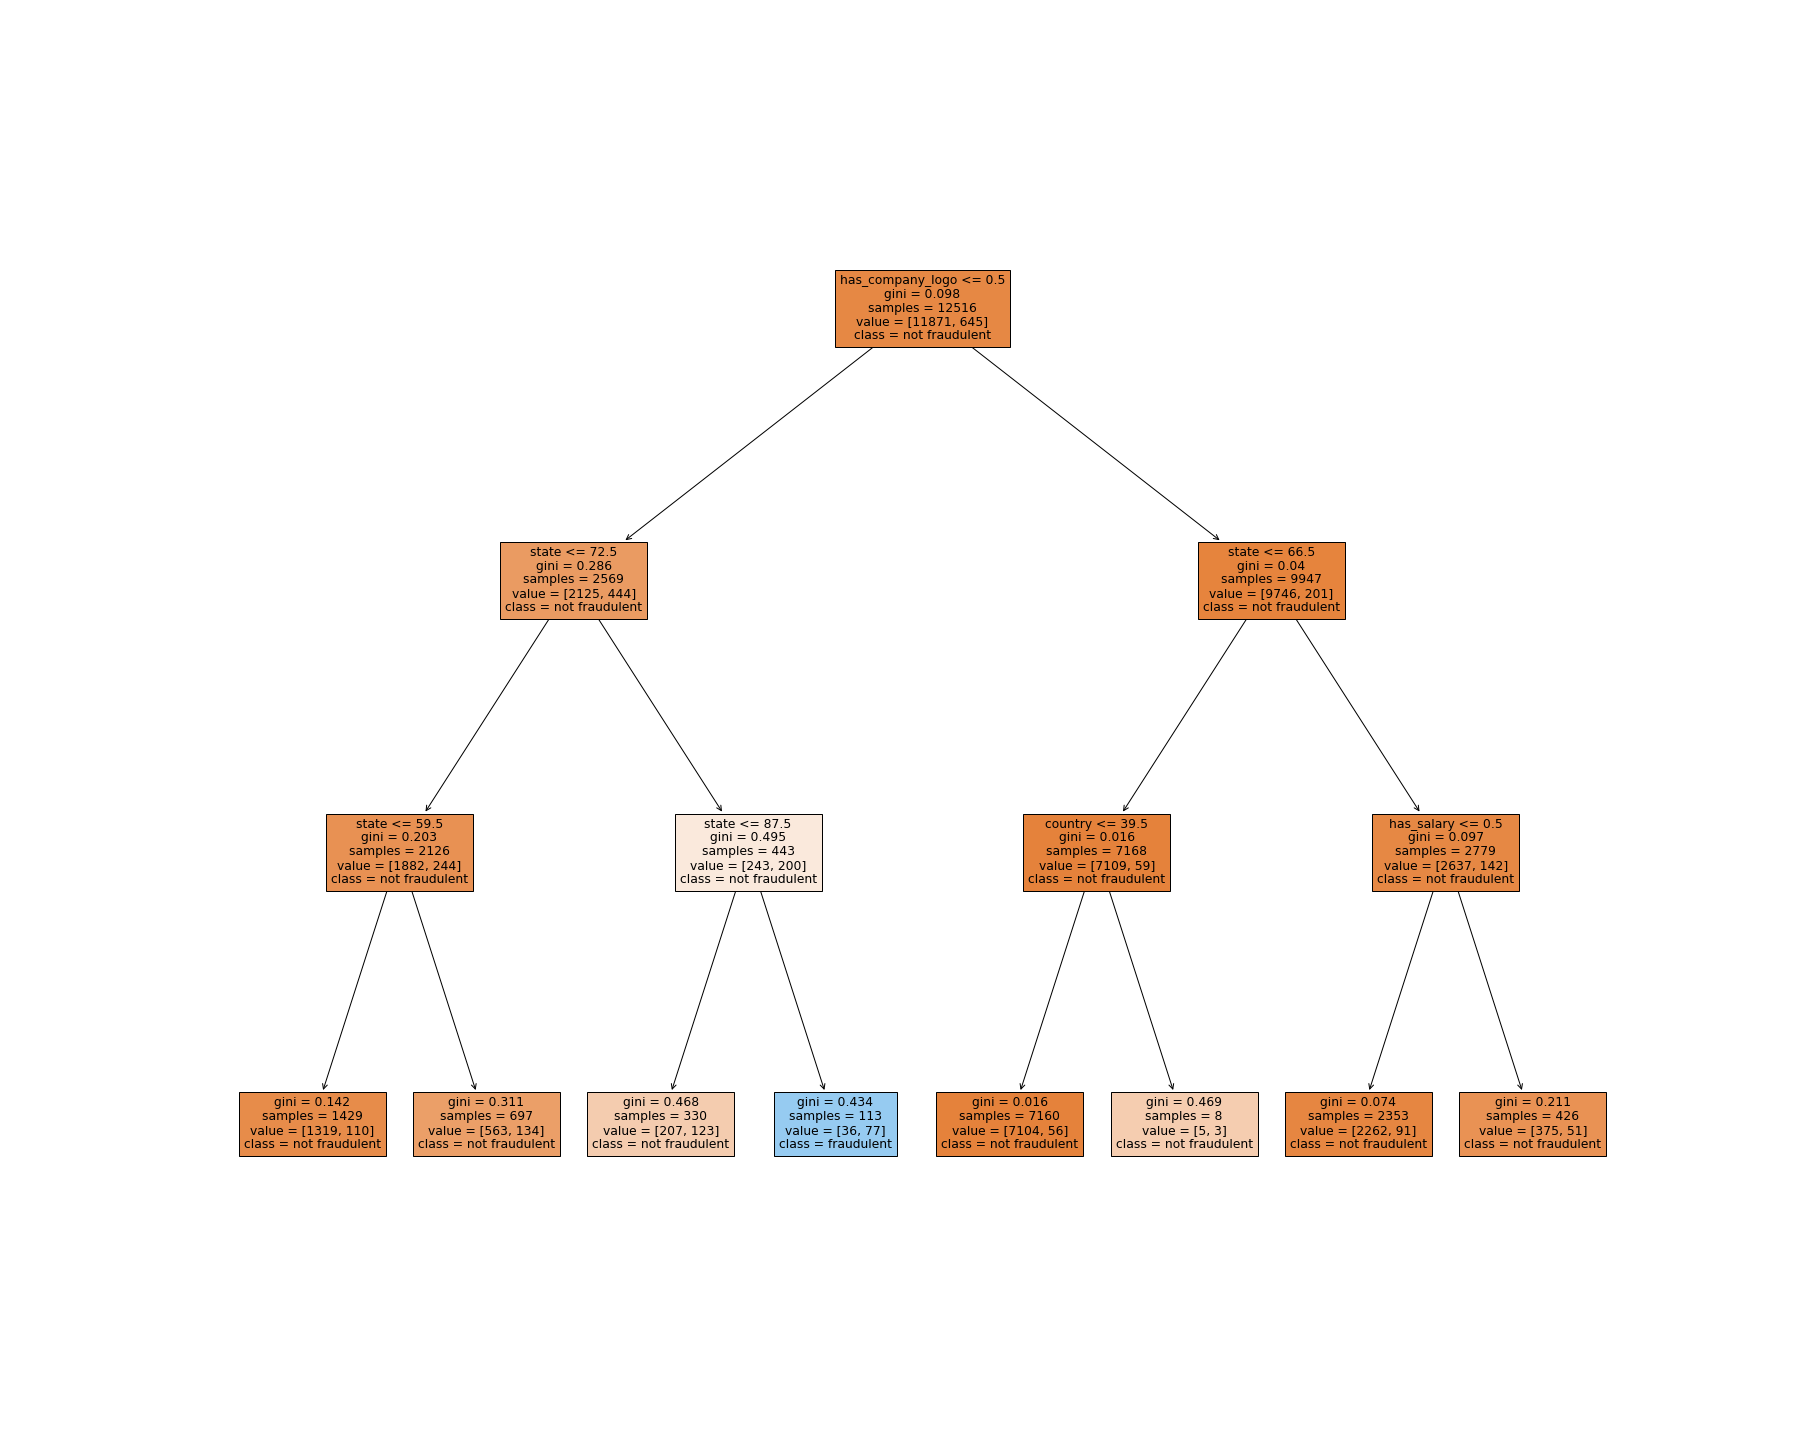 has_company_logo <= 0.5
gini = 0.098
samples = 12516
value = [11871, 645]
class = not fraudulent
state <= 72.5
gini = 0.286
samples = 2569
value = [2125, 444]
class = not fraudulent
state <= 66.5
gini = 0.04
samples = 9947
value = [9746, 201]
class = not fraudulent
state <= 59.5
gini = 0.203
samples = 2126
value = [1882, 244]
class = not fraudulent
state <= 87.5
gini = 0.495
samples = 443
value = [243, 200]
class = not fraudulent
country <= 39.5
gini = 0.016
samples = 7168
value = [7109, 59]
class = not fraudulent
has_salary <= 0.5
gini = 0.097
samples = 2779
value = [2637, 142]
class = not fraudulent
gini = 0.142
samples = 1429
value = [1319, 110]
class = not fraudulent
gini = 0.311
samples = 697
value = [563, 134]
class = not fraudulent
gini = 0.468
samples = 330
value = [207, 123]
class = not fraudulent
gini = 0.434
samples = 113
value = [36, 77]
class = fraudulent
gini = 0.016
samples = 7160
value = [7104, 56]
class = not fraudulent
gini = 0.469
samples = 8
value = [5, 3]
class = not fraudulent
gini = 0.074
samples = 2353
value = [2262, 91]
class = not fraudulent
gini = 0.211
samples = 426
value = [375, 51]
class = not fraudulent